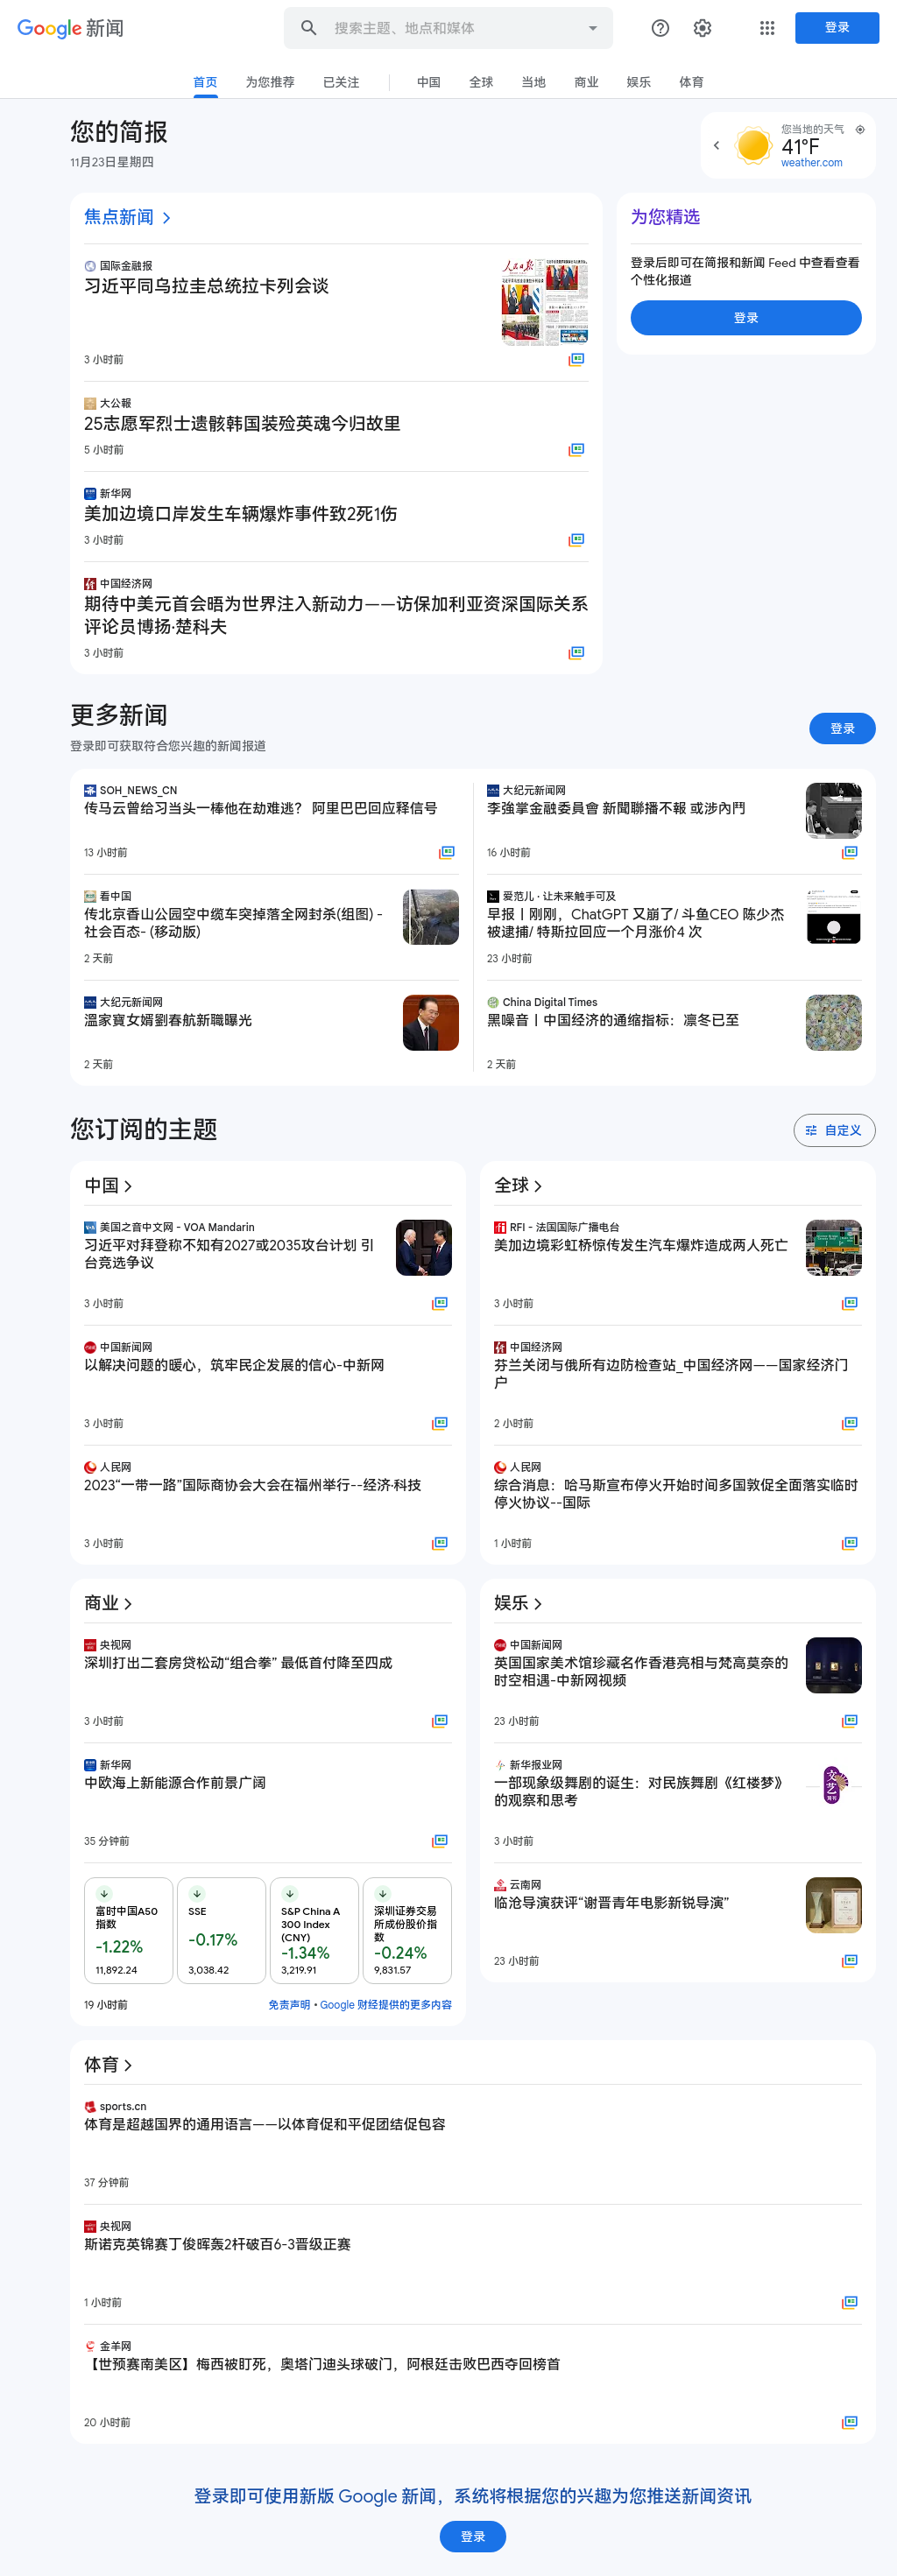 Google 新闻
搜索主题、地点和媒体
登录
首页 为您推荐 已关注 中国 全球 当地 商业 娱乐 体育
您的简报
11月23日星期四
您当地的天气
41°F
weather.com
焦点新闻
国际金融报
习近平同乌拉圭总统拉卡列会谈
3 小时前
大公報
25志愿军烈士遗骸韩国装殓英魂今归故里
5 小时前
新华网
美加边境口岸发生车辆爆炸事件致2死1伤
3 小时前
中国经济网
期待中美元首会晤为世界注入新动力——访保加利亚资深国际关系
评论员博扬·楚科夫
3 小时前
为您精选
登录后即可在简报和新闻 Feed 中查看查看
个性化报道
登录
更多新闻
登录即可获取符合您兴趣的新闻报道
登录
SOH_NEWS_CN
传马云曾给习当头一棒他在劫难逃? 阿里巴巴回应释信号
13 小时前
看中国
传北京香山公园空中缆车突掉落全网封杀(组图) -
社会百态- (移动版)
2 天前
大纪元新闻网
溫家寶女婿劉春航新職曝光
2 天前
大纪元新闻网
李強掌金融委員會 新聞聯播不報 或涉內鬥
16 小时前
爱范儿 · 让未来触手可及
早报丨刚刚，ChatGPT 又崩了/ 斗鱼CEO 陈少杰
被逮捕/ 特斯拉回应一个月涨价4 次
23 小时前
China Digital Times
黑噪音丨中国经济的通缩指标：凛冬已至
2 天前
您订阅的主题
自定义
中国
美国之音中文网 - VOA Mandarin
习近平对拜登称不知有2027或2035攻台计划 引
台竞选争议
3 小时前
中国新闻网
以解决问题的暖心，筑牢民企发展的信心-中新网
3 小时前
人民网
2023“一带一路”国际商协会大会在福州举行--经济·科技
3 小时前
全球
RFI - 法国国际广播电台
美加边境彩虹桥惊传发生汽车爆炸造成两人死亡
3 小时前
中国经济网
芬兰关闭与俄所有边防检查站_中国经济网——国家经济门
户
2 小时前
人民网
综合消息：哈马斯宣布停火开始时间多国敦促全面落实临时
停火协议--国际
1 小时前
商业
央视网
深圳打出二套房贷松动“组合拳” 最低首付降至四成
3 小时前
新华网
中欧海上新能源合作前景广阔
35 分钟前
富时中国A50
指数
-1.22%
11,892.24
SSE
-0.17%
3,038.42
S&P China A
300 Index
(CNY)
-1.34%
3,219.91
深圳证券交易
所成份股价指
数
-0.24%
9,831.57
19 小时前
免责声明 • Google 财经提供的更多内容
娱乐
中国新闻网
英国国家美术馆珍藏名作香港亮相与梵高莫奈的
时空相遇-中新网视频
23 小时前
新华报业网
一部现象级舞剧的诞生：对民族舞剧《红楼梦》
的观察和思考
3 小时前
云南网
临沧导演获评“谢晋青年电影新锐导演”
23 小时前
体育
sports.cn
体育是超越国界的通用语言——以体育促和平促团结促包容
37 分钟前
央视网
斯诺克英锦赛丁俊晖轰2杆破百6-3晋级正赛
1 小时前
金羊网
【世预赛南美区】梅西被盯死，奥塔门迪头球破门，阿根廷击败巴西夺回榜首
20 小时前
登录即可使用新版 Google 新闻，系统将根据您的兴趣为您推送新闻资讯
登录